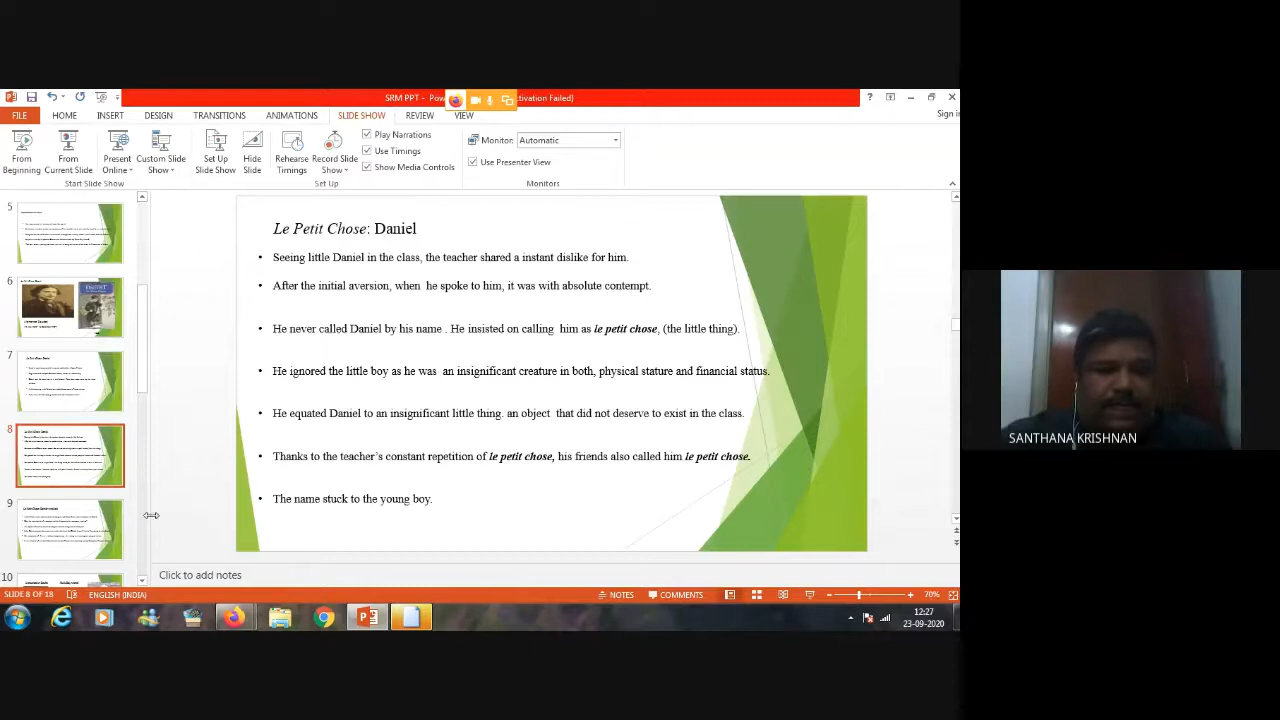 SRM PPT - Pow
ctivation Failed)
FILE HOME INSERT DESIGN TRANSITIONS ANIMATIONS SLIDE SHOW REVIEW VIEW Sign in
From Beginning
From Current Slide
Present Online
Custom Slide Show
Start Slide Show
Set Up Slide Show
Hide Slide
Rehearse Timings
Record Slide Show
Play Narrations
Use Timings
Show Media Controls
Set Up
Monitor: Automatic
Use Presenter View
Monitors
5
6
7
8
9
10
Le Petit Chose: Daniel
• Seeing little Daniel in the class, the teacher shared a instant dislike for him.
• After the initial aversion, when he spoke to him, it was with absolute contempt.
• He never called Daniel by his name . He insisted on calling him as le petit chose, (the little thing).
• He ignored the little boy as he was an insignificant creature in both, physical stature and financial status.
• He equated Daniel to an insignificant little thing. an object that did not deserve to exist in the class.
• Thanks to the teacher's constant repetition of le petit chose, his friends also called him le petit chose.
• The name stuck to the young boy.
Click to add notes
SLIDE 8 OF 18 ENGLISH (INDIA) NOTES COMMENTS 70%
12:27
23-09-2020
SANTHANA KRISHNAN